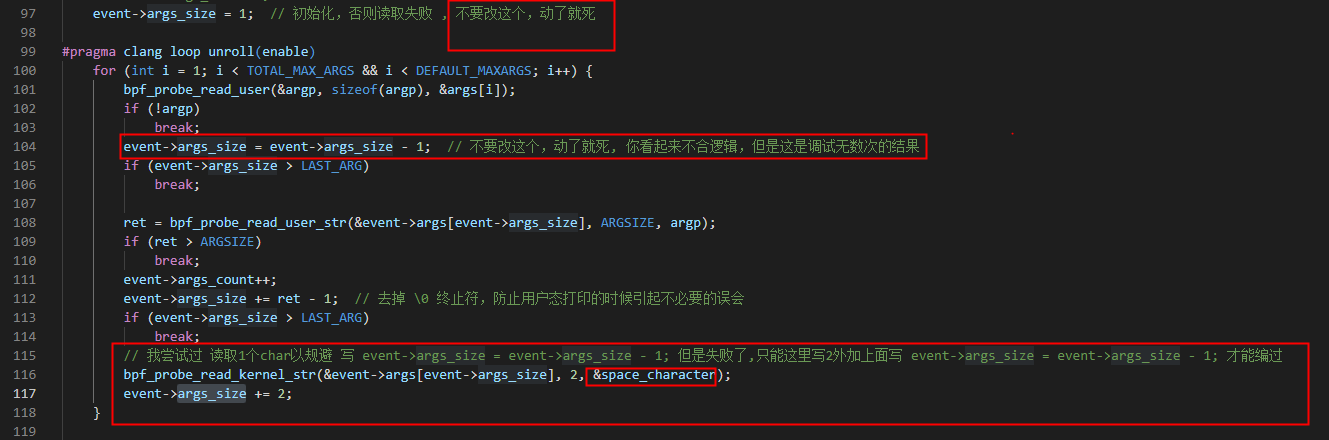 97 event->args_size = 1;  // 初始化，否则读取失败 , 不要改这个，动了就死
98
99 #pragma clang loop unroll(enable)
100 for (int i = 1; i < TOTAL_MAX_ARGS && i < DEFAULT_MAXARGS; i++) {
101 bpf_probe_read_user(&argp, sizeof(argp), &args[i]);
102 if (!argp)
103 break;
104 event->args_size = event->args_size - 1;  // 不要改这个，动了就死, 你看起来不合逻辑，但是这是调试无数次的结果
105 if (event->args_size > LAST_ARG)
106 break;
107
108 ret = bpf_probe_read_user_str(&event->args[event->args_size], ARGSIZE, argp);
109 if (ret > ARGSIZE)
110 break;
111 event->args_count++;
112 event->args_size += ret - 1;  // 去掉 \0 终止符，防止用户态打印的时候引起不必要的误会
113 if (event->args_size > LAST_ARG)
114 break;
115 // 我尝试过 读取1个char以规避 写 event->args_size = event->args_size - 1; 但是失败了,只能这里写2外加上面写 event->args_size = event->args_size - 1; 才能编过
116 bpf_probe_read_kernel_str(&event->args[event->args_size], 2, &space_character);
117 event->args_size += 2;
118 }
119